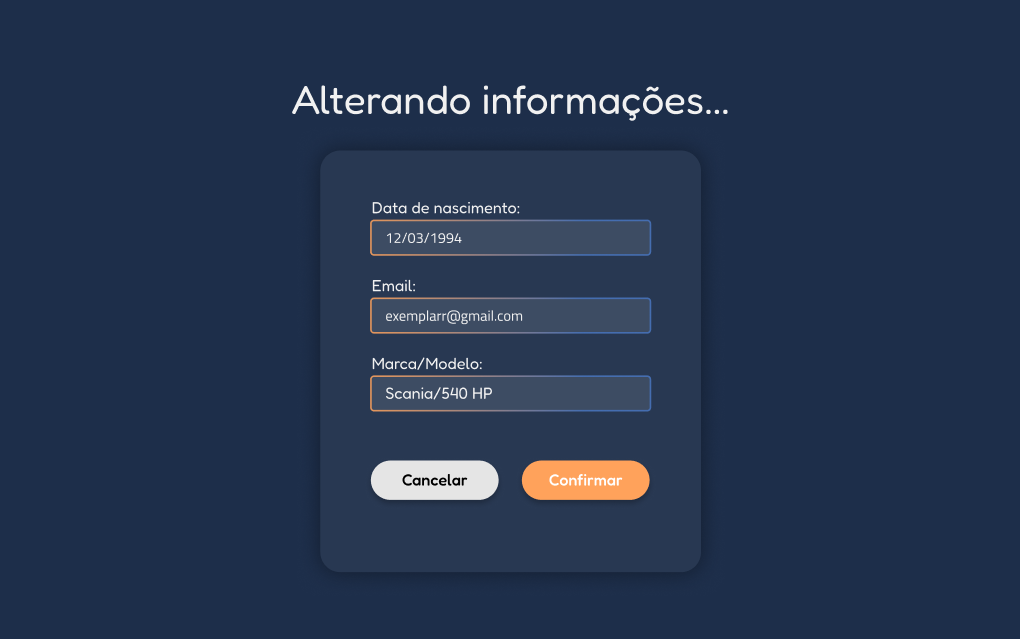 Alterando informações...
Data de nascimento:
12/03/1994
Email:
exemplarr@gmail.com
Marca/Modelo:
Scania/540 HP
Cancelar
Confirmar